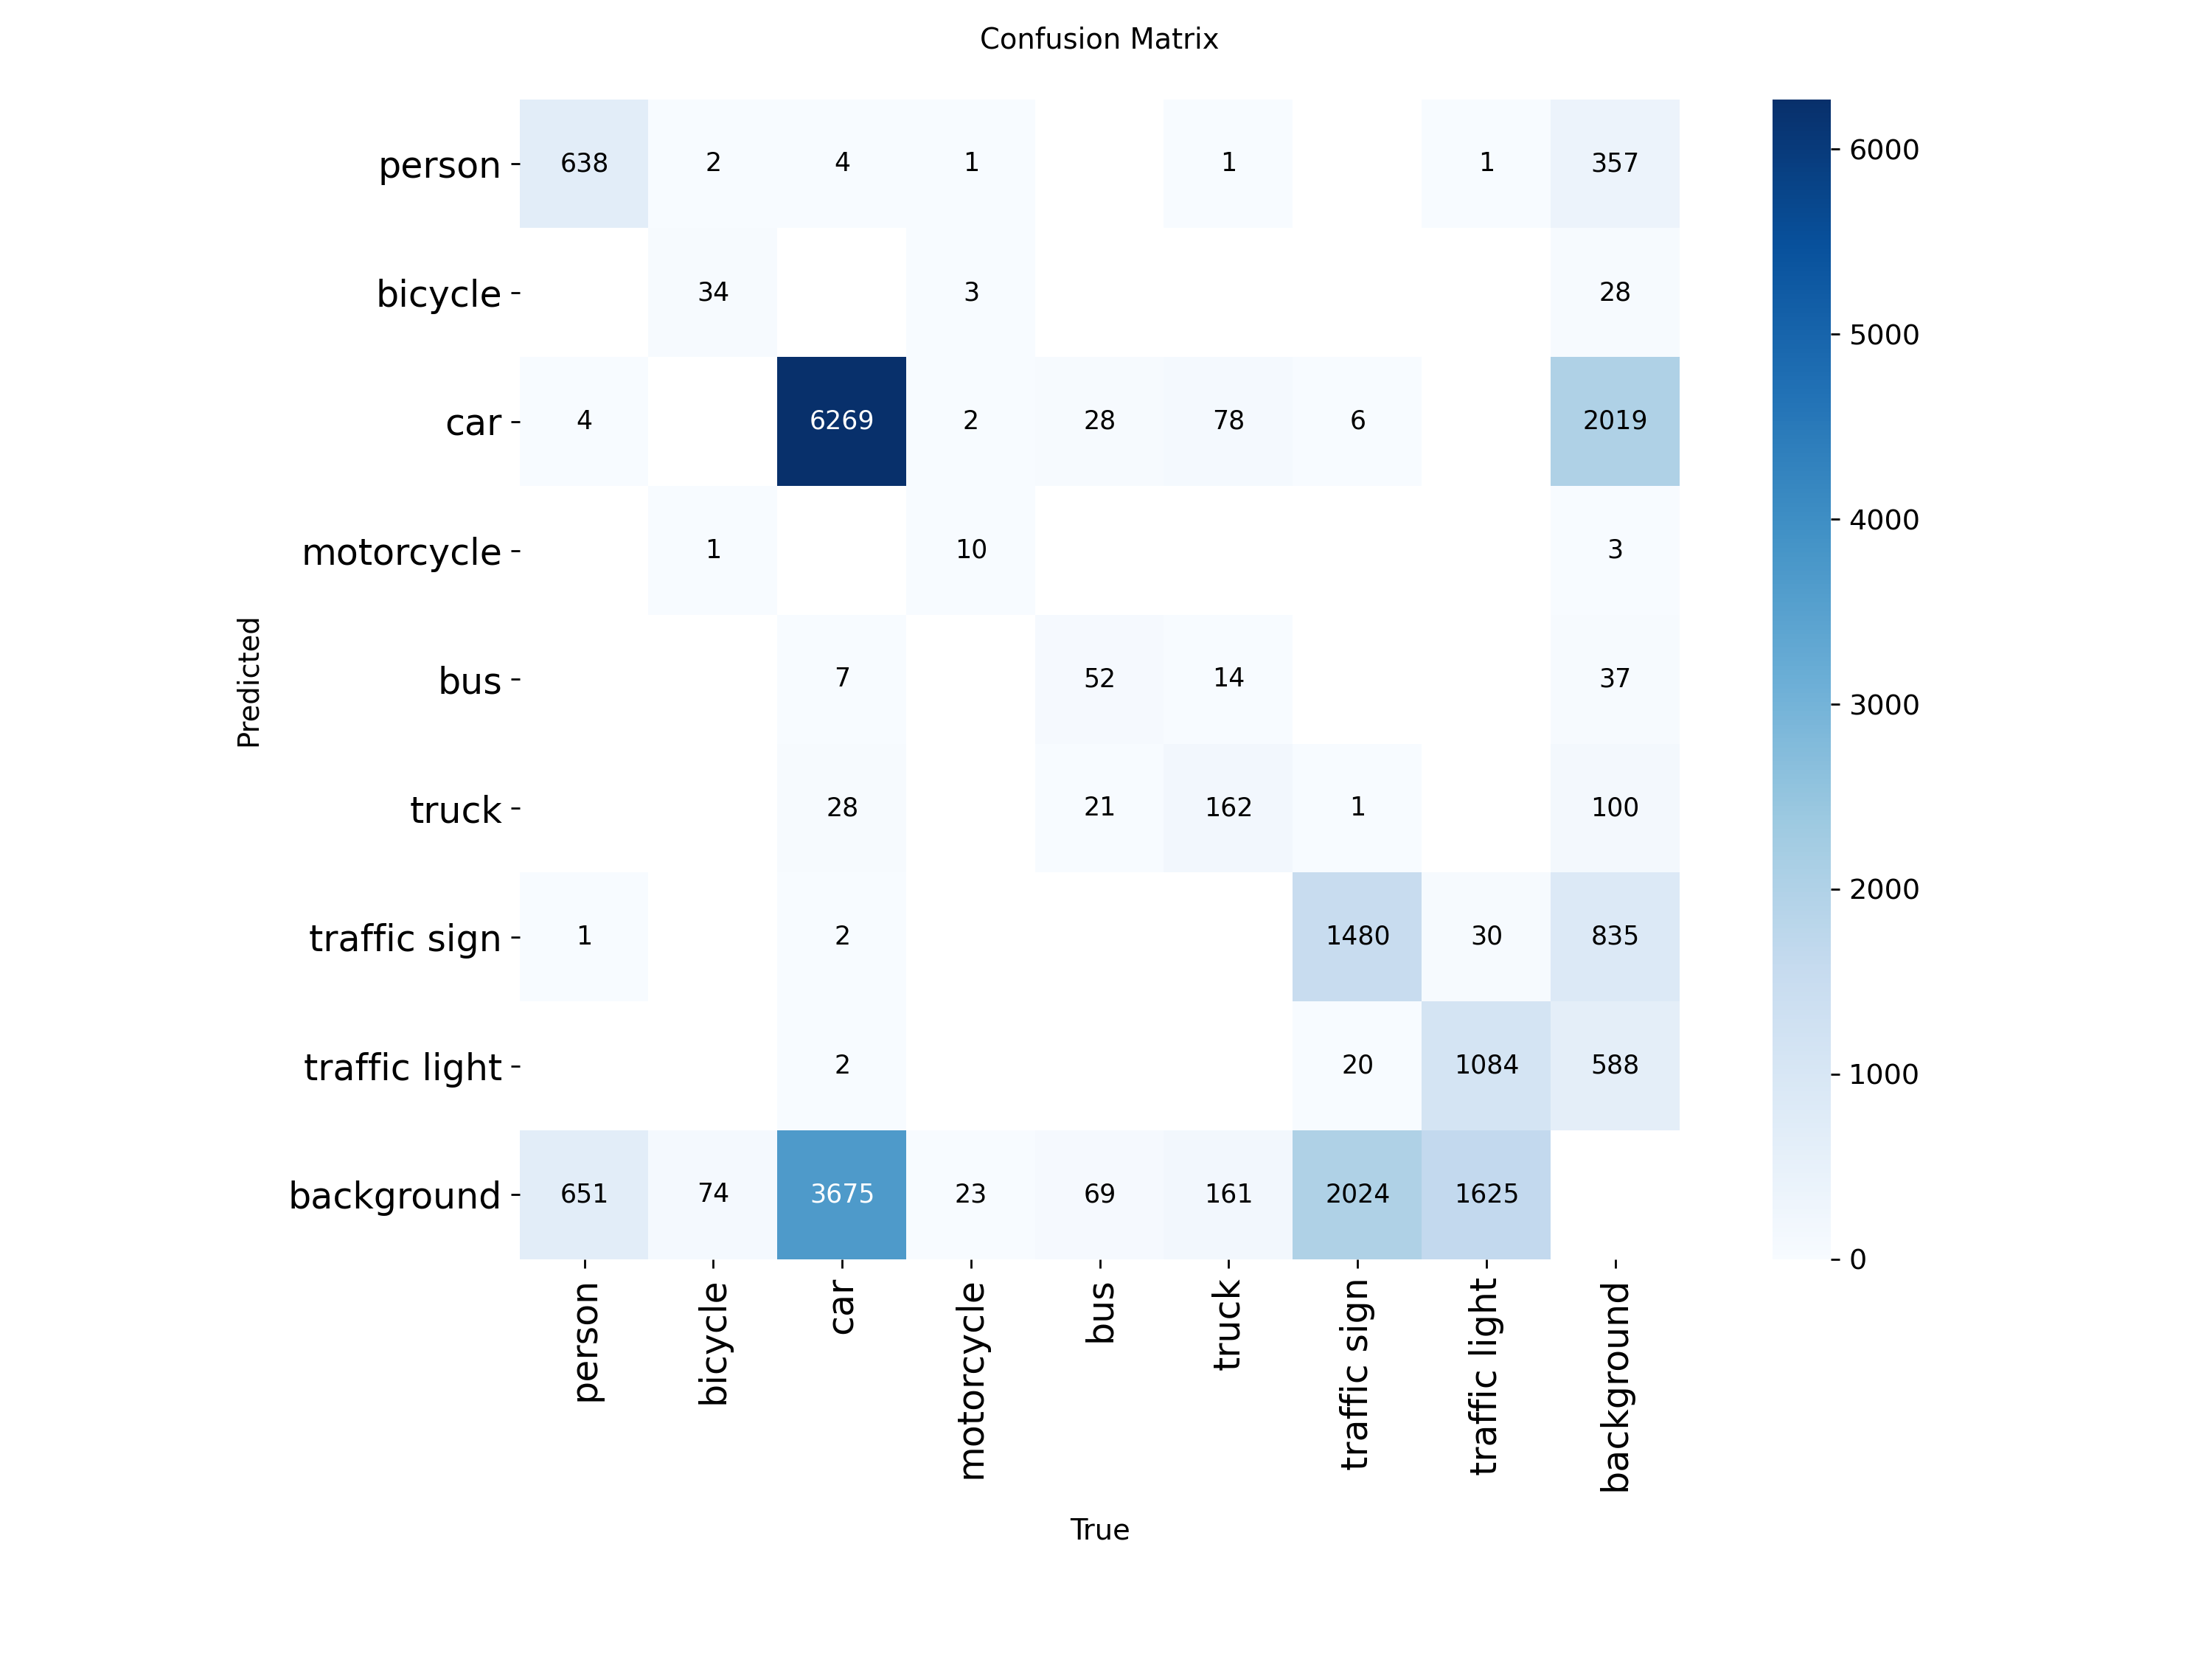 Confusion Matrix
person 638 2 4 1 1 1 357
bicycle 34 3 28
car 4 6269 2 28 78 6 2019
motorcycle 1 10 3
bus 7 52 14 37
truck 28 21 162 1 100
traffic sign 1 2 1480 30 835
traffic light 2 20 1084 588
background 651 74 3675 23 69 161 2024 1625
Predicted
person bicycle car motorcycle bus truck traffic sign traffic light background
True
6000
5000
4000
3000
2000
1000
0